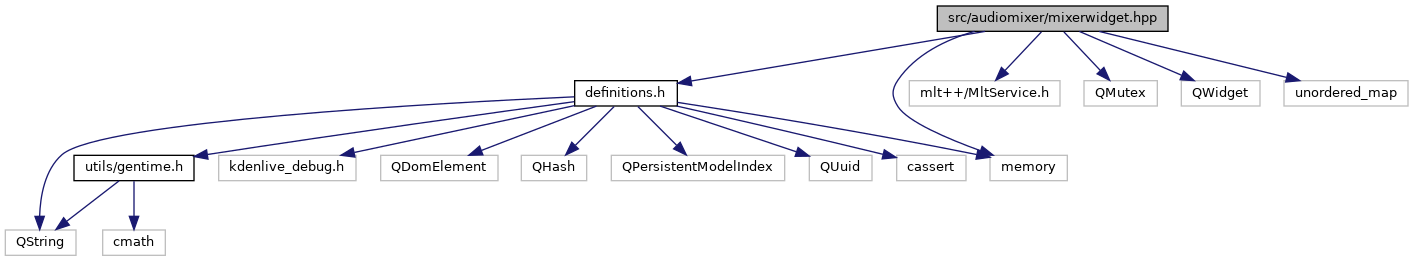 src/audiomixer/mixerwidget.hpp
definitions.h
mlt++/MltService.h
QMutex
QWidget
unordered_map
utils/gentime.h
kdenlive_debug.h
QDomElement
QHash
QPersistentModelIndex
QUuid
cassert
memory
QString
cmath